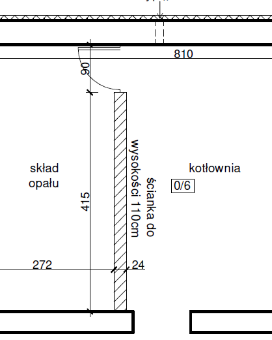 810
90
skład
opału
kotłownia
0/6
ścianka do
wysokości 110cm
415
272
24